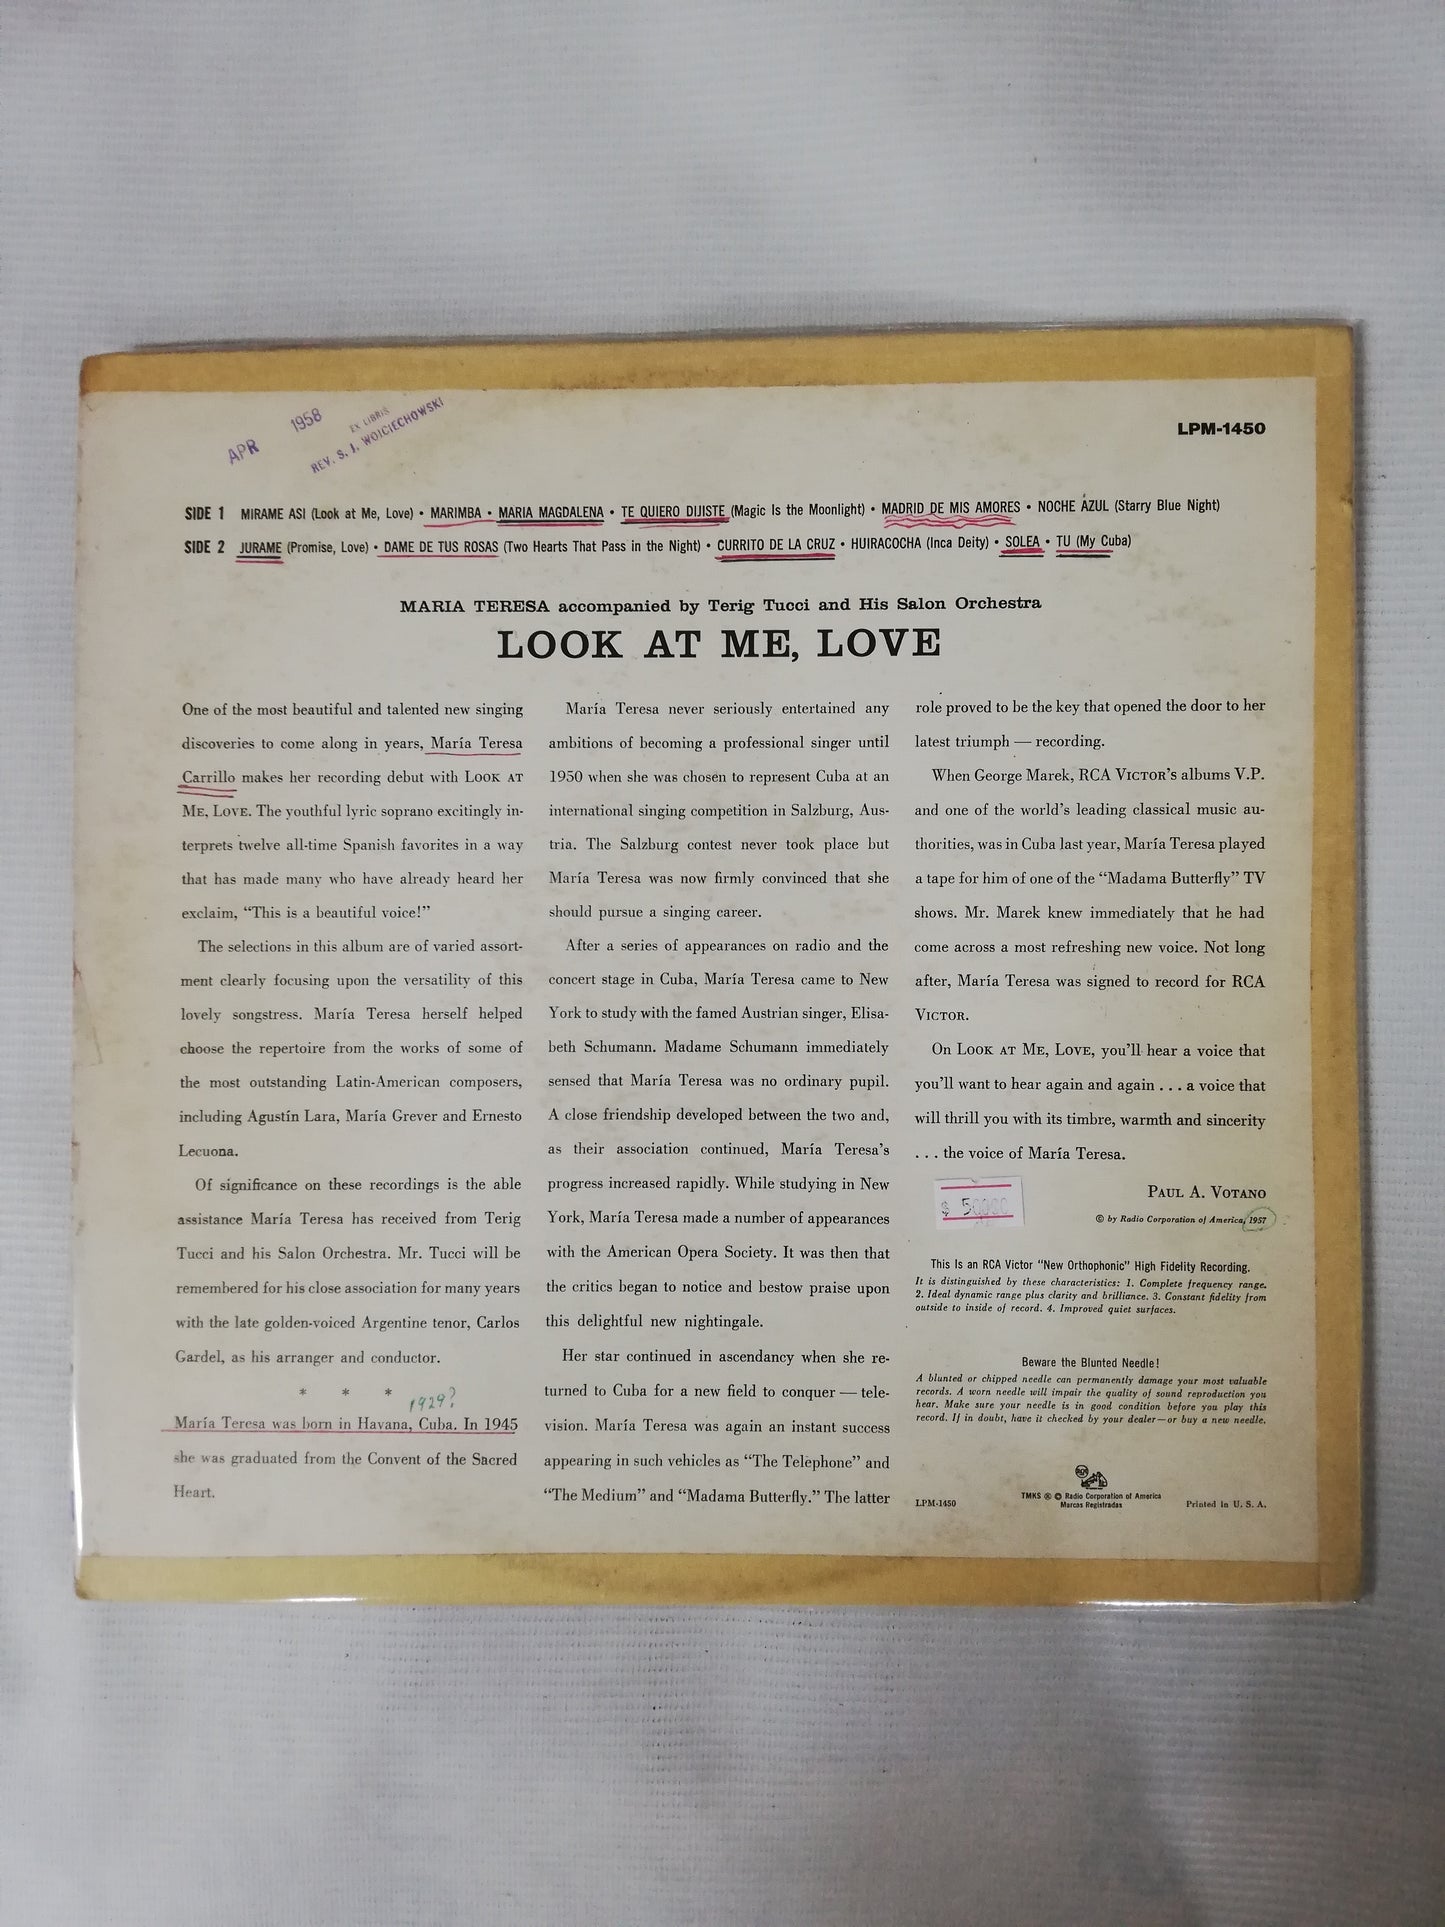 APR 1958
EX LIBRIS
REV. S. J. WOJCIECHOWSKI
LPM-1450
SIDE 1 MIRAME ASI (Look at Me, Love) • MARIMBA • MARIA MAGDALENA • TE QUIERO DIJISTE (Magic Is the Moonlight) • MADRID DE MIS AMORES • NOCHE AZUL (Starry Blue Night)
SIDE 2 JURAME (Promise, Love) • DAME DE TUS ROSAS (Two Hearts That Pass in the Night) • CURRITO DE LA CRUZ • HUIRACOCHA (Inca Deity) • SOLEA • TU (My Cuba)
MARIA TERESA accompanied by Terig Tucci and His Salon Orchestra
LOOK AT ME, LOVE
One of the most beautiful and talented new singing
discoveries to come along in years, María Teresa
Carrillo makes her recording debut with LOOK AT
ME, LOVE. The youthful lyric soprano excitingly in-
terprets twelve all-time Spanish favorites in a way
that has made many who have already heard her
exclaim, “This is a beautiful voice!”
The selections in this album are of varied assort-
ment clearly focusing upon the versatility of this
lovely songstress. María Teresa herself helped
choose the repertoire from the works of some of
the most outstanding Latin-American composers,
including Agustín Lara, María Grever and Ernesto
Lecuona.
Of significance on these recordings is the able
assistance María Teresa has received from Terig
Tucci and his Salon Orchestra. Mr. Tucci will be
remembered for his close association for many years
with the late golden-voiced Argentine tenor, Carlos
Gardel, as his arranger and conductor.
* * *
1929?
María Teresa was born in Havana, Cuba. In 1945
she was graduated from the Convent of the Sacred
Heart.
María Teresa never seriously entertained any
ambitions of becoming a professional singer until
1950 when she was chosen to represent Cuba at an
international singing competition in Salzburg, Aus-
tria. The Salzburg contest never took place but
María Teresa was now firmly convinced that she
should pursue a singing career.
After a series of appearances on radio and the
concert stage in Cuba, María Teresa came to New
York to study with the famed Austrian singer, Elisa-
beth Schumann. Madame Schumann immediately
sensed that María Teresa was no ordinary pupil.
A close friendship developed between the two and,
as their association continued, María Teresa's
progress increased rapidly. While studying in New
York, María Teresa made a number of appearances
with the American Opera Society. It was then that
the critics began to notice and bestow praise upon
this delightful new nightingale.
Her star continued in ascendancy when she re-
turned to Cuba for a new field to conquer — tele-
vision. María Teresa was again an instant success
appearing in such vehicles as “The Telephone” and
“The Medium” and “Madama Butterfly.” The latter
role proved to be the key that opened the door to her
latest triumph — recording.
When George Marek, RCA VICTOR's albums V.P.
and one of the world's leading classical music au-
thorities, was in Cuba last year, María Teresa played
a tape for him of one of the “Madama Butterfly” TV
shows. Mr. Marek knew immediately that he had
come across a most refreshing new voice. Not long
after, María Teresa was signed to record for RCA
VICTOR.
On LOOK AT ME, LOVE, you'll hear a voice that
you'll want to hear again and again . . . a voice that
will thrill you with its timbre, warmth and sincerity
. . . the voice of María Teresa.
PAUL A. VOTANO
$ 50000
© by Radio Corporation of America, 1957
This Is an RCA Victor “New Orthophonic” High Fidelity Recording.
It is distinguished by these characteristics: 1. Complete frequency range.
2. Ideal dynamic range plus clarity and brilliance. 3. Constant fidelity from
outside to inside of record. 4. Improved quiet surfaces.
Beware the Blunted Needle!
A blunted or chipped needle can permanently damage your most valuable
records. A worn needle will impair the quality of sound reproduction you
hear. Make sure your needle is in good condition before you play this
record. If in doubt, have it checked by your dealer—or buy a new needle.
LPM-1450
TMKS ® © Radio Corporation of America
Marcas Registradas
Printed in U. S. A.